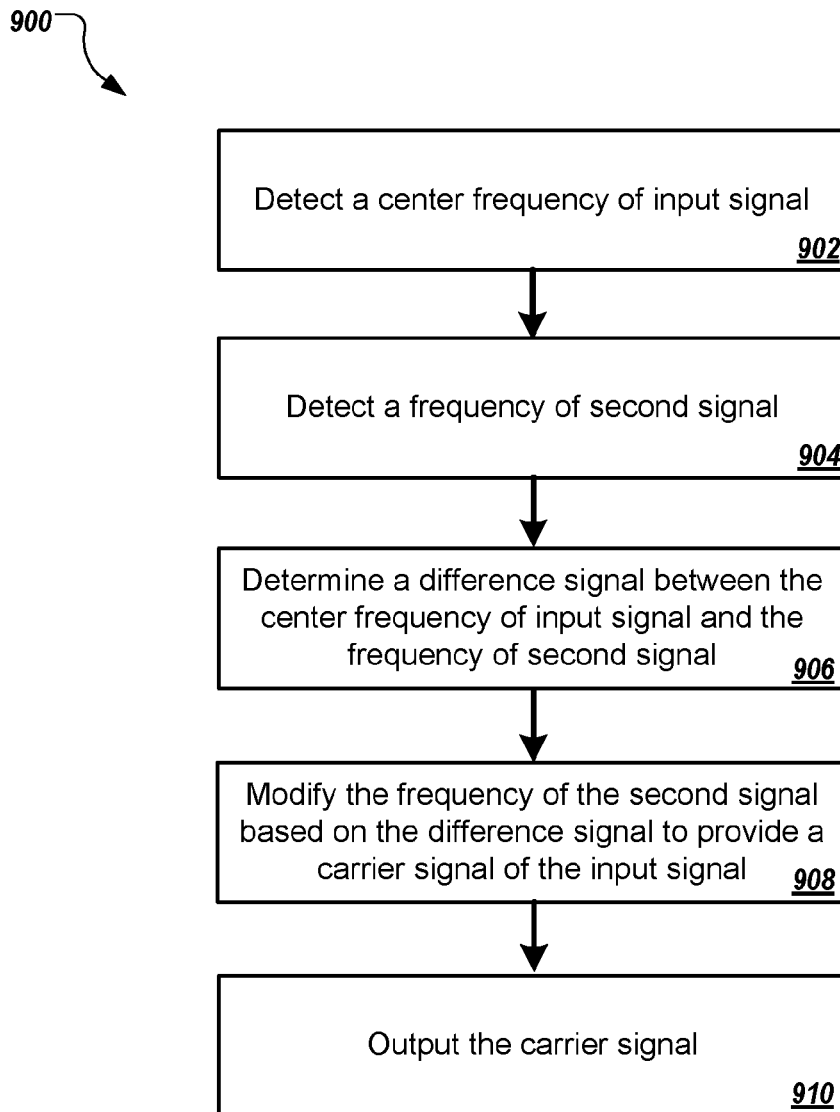 900
Detect a center frequency of input signal
902
Detect a frequency of second signal
904
Determine a difference signal between the
center frequency of input signal and the
frequency of second signal
906
Modify the frequency of the second signal
based on the difference signal to provide a
carrier signal of the input signal
908
Output the carrier signal
910